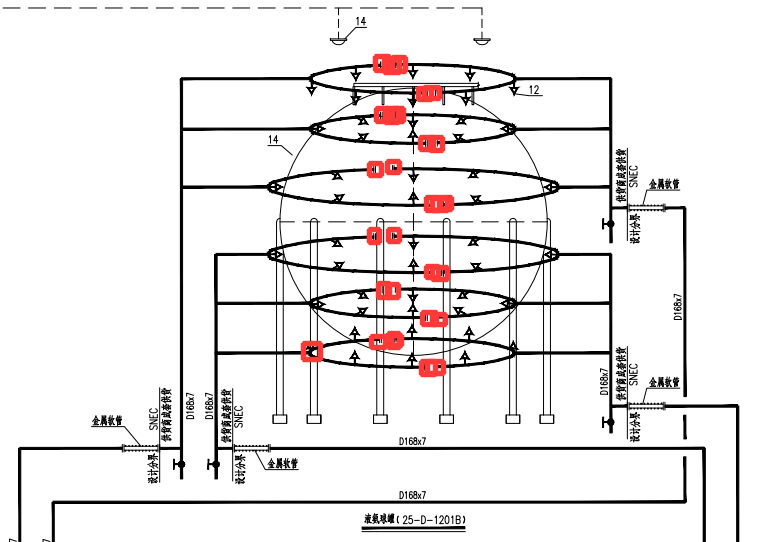 14
12
14
供货商成套供货
SNEC
设计分界
金属软管
D168x7
D168x7
供货商成套供货
SNEC
设计分界
金属软管
金属软管
SNEC
供货商成套供货
设计分界
D168x7
D168x7
供货商成套供货
SNEC
设计分界
金属软管
D168x7
D168x7
液氨球罐(25-D-1201B)